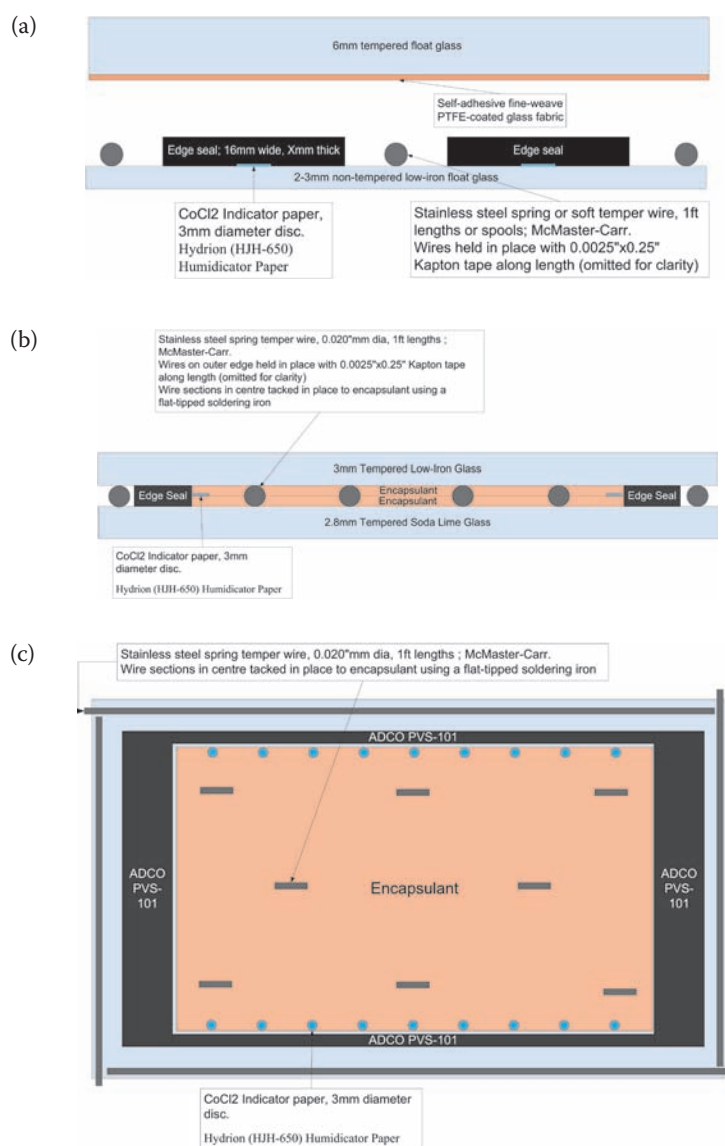 (a)
6mm tempered float glass
Self-adhesive fine-weave
PTFE-coated glass fabric
Edge seal; 16mm wide, Xmm thick
Edge seal
2-3mm non-tempered low-iron float glass
CoCl2 Indicator paper,
3mm diameter disc.
Hydrion (HJH-650)
Humidicator Paper
Stainless steel spring or soft temper wire, 1ft
lengths or spools; McMaster-Carr.
Wires held in place with 0.0025"x0.25"
Kapton tape along length (omitted for clarity)
(b)
Stainless steel spring temper wire, 0.020"mm dia, 1ft lengths ;
McMaster-Carr.
Wires on outer edge held in place with 0.0025"x0.25" Kapton tape
along length (omitted for clarity)
Wire sections in centre tacked in place to encapsulant using a
flat-tipped soldering iron
3mm Tempered Low-Iron Glass
Edge Seal
Encapsulant
Encapsulant
Edge Seal
2.8mm Tempered Soda Lime Glass
CoCl2 Indicator paper, 3mm
diameter disc.
Hydrion (HJH-650) Humidicator Paper
(c)
Stainless steel spring temper wire, 0.020"mm dia, 1ft lengths ; McMaster-Carr.
Wire sections in centre tacked in place to encapsulant using a flat-tipped soldering iron
ADCO PVS-101
ADCO
PVS-
101
Encapsulant
ADCO
PVS-
101
ADCO PVS-101
CoCl2 Indicator paper, 3mm diameter
disc.
Hydrion (HJH-650) Humidicator Paper